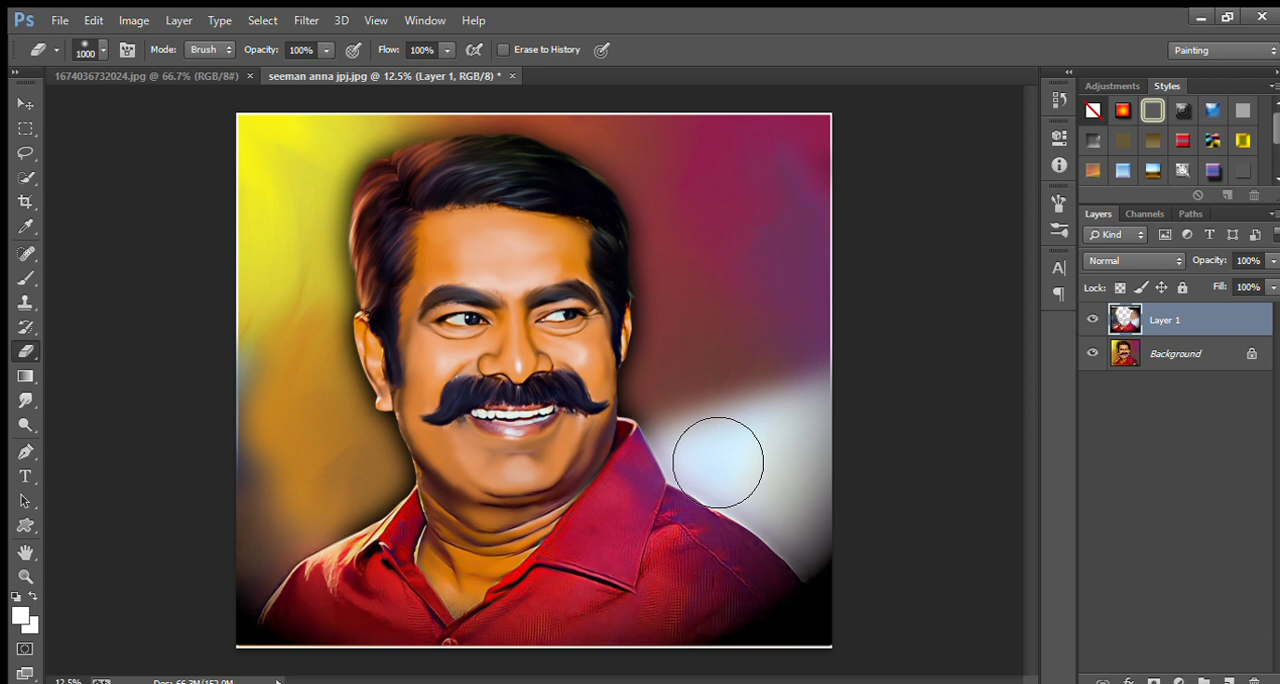 Ps File Edit Image Layer Type Select Filter 3D View Window Help
1000 Mode: Brush Opacity: 100% Flow: 100% Erase to History Painting
1674036732024.jpg @ 66.7% (RGB/8#) × seeman anna jpj.jpg @ 12.5% (Layer 1, RGB/8) * ×
Adjustments Styles
Layers Channels Paths
Kind
Normal Opacity: 100%
Lock: Fill: 100%
Layer 1
Background
12.5%